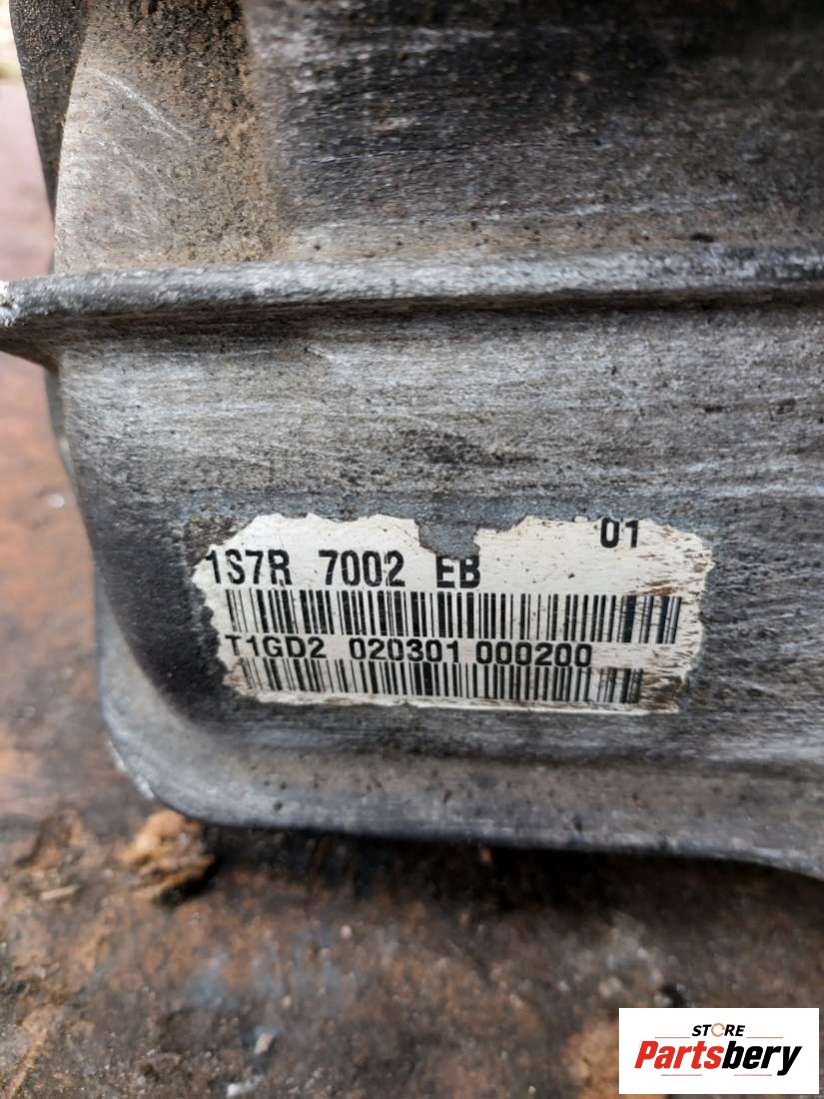 01
1S7R 7002 EB
T1GD2 020301 000200
STORE
Partsbery